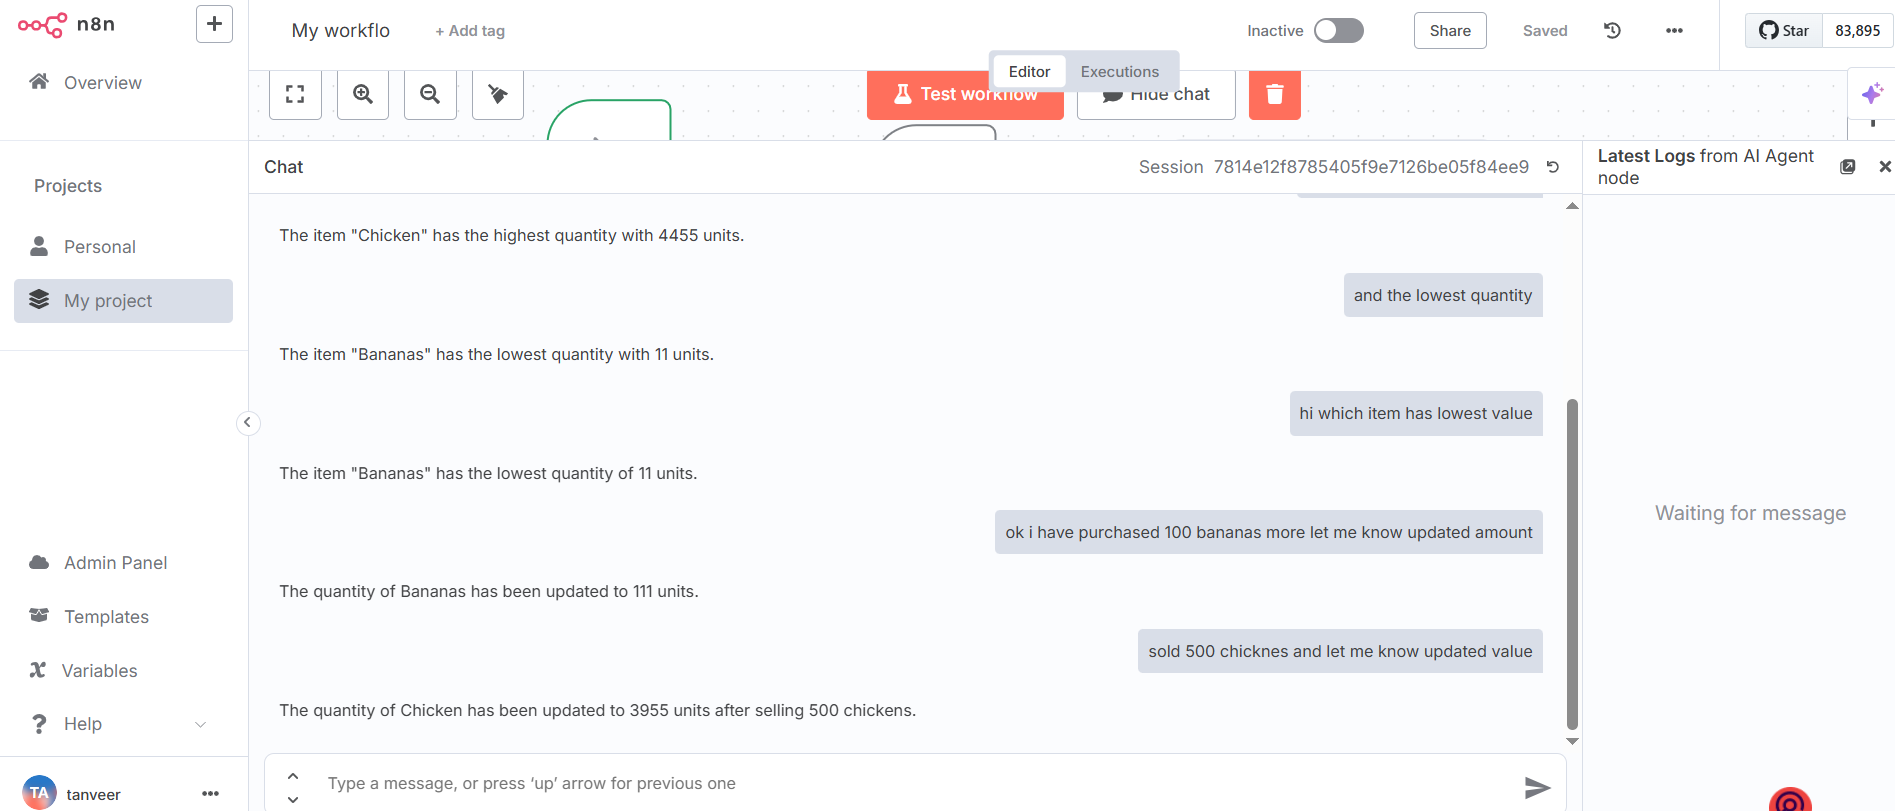 n8n
+
My workflo
+ Add tag
Inactive
Share
Saved
Star
83,895
Editor
Executions
Overview
Test workflow
Hide chat
Chat
Session 7814e12f8785405f9e7126be05f84ee9
Latest Logs from AI Agent
node
Projects
Personal
My project
The item "Chicken" has the highest quantity with 4455 units.
and the lowest quantity
The item "Bananas" has the lowest quantity with 11 units.
hi which item has lowest value
The item "Bananas" has the lowest quantity of 11 units.
ok i have purchased 100 bananas more let me know updated amount
The quantity of Bananas has been updated to 111 units.
sold 500 chicknes and let me know updated value
The quantity of Chicken has been updated to 3955 units after selling 500 chickens.
Waiting for message
Admin Panel
Templates
Variables
Help
TA
tanveer
Type a message, or press ‘up’ arrow for previous one